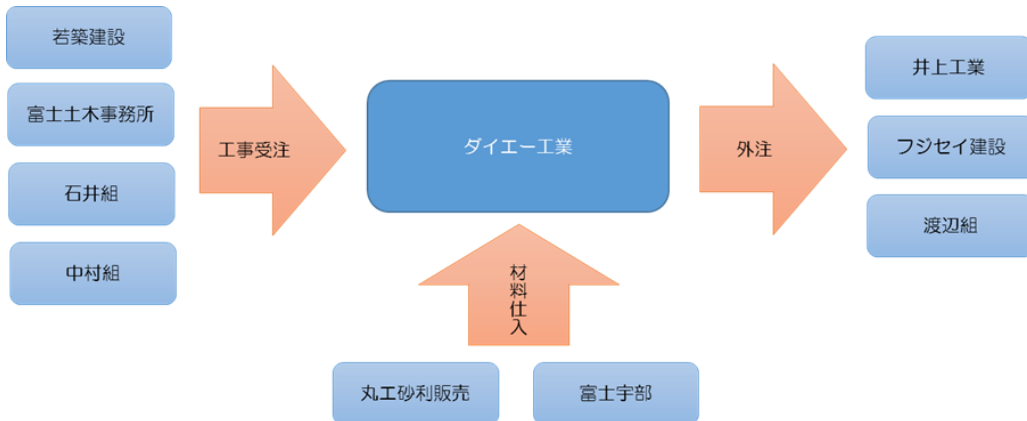 若築建設
富士土木事務所
石井組
中村組
工事受注
ダイエー工業
外注
井上工業
フジセイ建設
渡辺組
材料仕入
丸工砂利販売
富士宇部